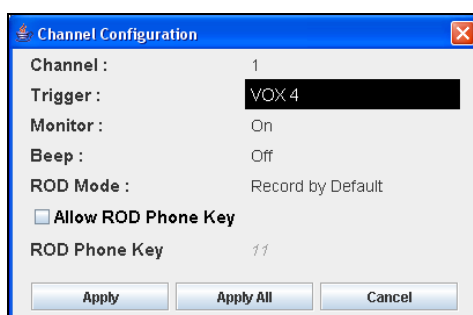 Channel Configuration
Channel : 1
Trigger : VOX 4
Monitor : On
Beep : Off
ROD Mode : Record by Default
Allow ROD Phone Key
ROD Phone Key 11
Apply Apply All Cancel